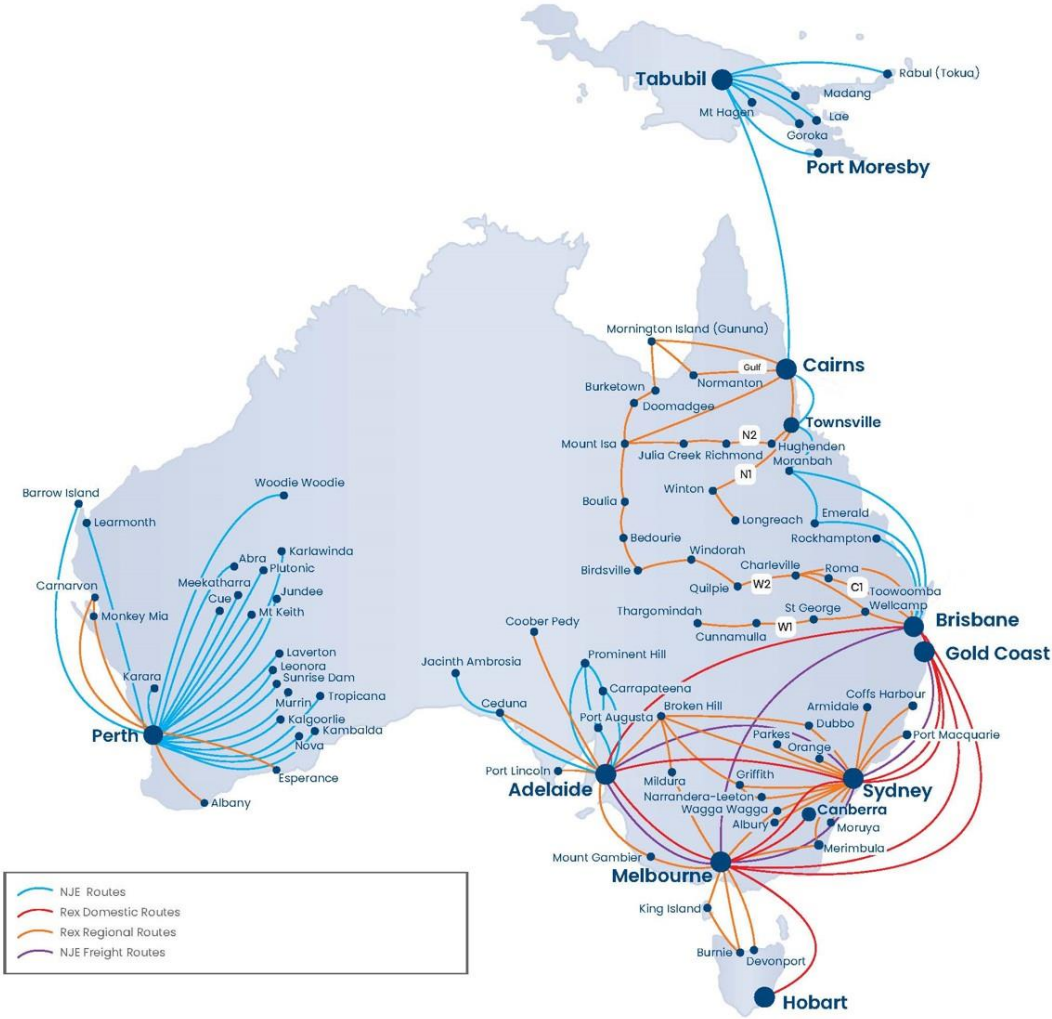 Tabubil
Rabul (Tokua)
Madang
Mt Hagen
Lae
Goroka
Port Moresby
Mornington Island (Gununa)
Gulf
Cairns
Normanton
Burketown
Doomadgee
Townsville
N2
Mount Isa
Hughenden
Julia Creek
Richmond
Moranbah
N1
Woodie Woodie
Winton
Barrow Island
Boulia
Learmonth
Longreach
Emerald
Rockhampton
Bedourie
Karlawinda
Windorah
Abra
Plutonic
Birdsville
Charleville
Roma
Meekatharra
Carnarvon
Quilpie
W2
C1
Toowoomba
Wellcamp
Jundee
Cue
Mt Keith
Monkey Mia
Thargomindah
St George
Coober Pedy
Cunnamulla
W1
Brisbane
Gold Coast
Laverton
Prominent Hill
Jacinth Ambrosia
Leonora
Karara
Sunrise Dam
Carrapateena
Coffs Harbour
Murrin
Tropicana
Ceduna
Broken Hill
Armidale
Port Augusta
Kalgoorlie
Dubbo
Kambalda
Parkes
Port Macquarie
Perth
Nova
Orange
Port Lincoln
Esperance
Mildura
Griffith
Adelaide
Sydney
Narrandera-Leeton
Albany
Wagga Wagga
Canberra
Albury
Moruya
Merimbula
Mount Gambier
Melbourne
King Island
Burnie
Devonport
Hobart
NJE Routes
Rex Domestic Routes
Rex Regional Routes
NJE Freight Routes